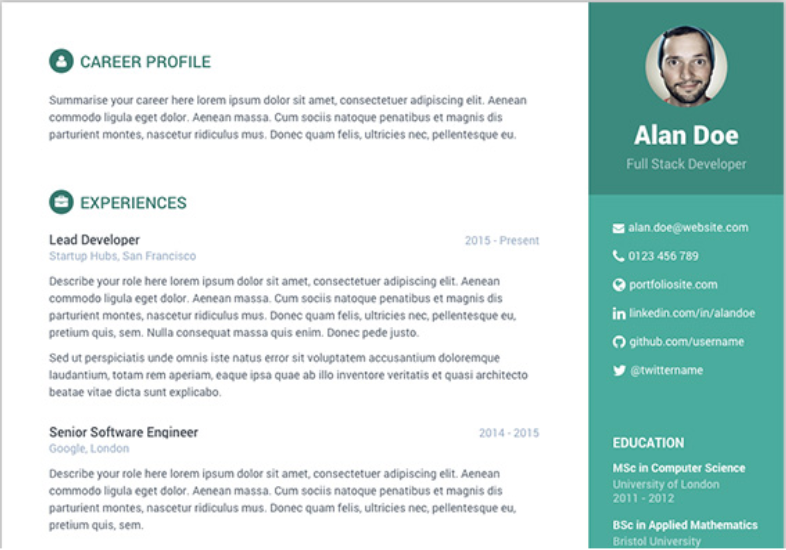 CAREER PROFILE
Summarise your career here lorem ipsum dolor sit amet, consectetuer adipiscing elit. Aenean
commodo ligula eget dolor. Aenean massa. Cum sociis natoque penatibus et magnis dis
parturient montes, nascetur ridiculus mus. Donec quam felis, ultricies nec, pellentesque eu.
EXPERIENCES
Lead Developer
2015 - Present
Startup Hubs, San Francisco
Describe your role here lorem ipsum dolor sit amet, consectetuer adipiscing elit. Aenean
commodo ligula eget dolor. Aenean massa. Cum sociis natoque penatibus et magnis dis
parturient montes, nascetur ridiculus mus. Donec quam felis, ultricies nec, pellentesque eu,
pretium quis, sem. Nulla consequat massa quis enim. Donec pede justo.
Sed ut perspiciatis unde omnis iste natus error sit voluptatem accusantium doloremque
laudantium, totam rem aperiam, eaque ipsa quae ab illo inventore veritatis et quasi architecto
beatae vitae dicta sunt explicabo.
Senior Software Engineer
2014 - 2015
Google, London
Describe your role here lorem ipsum dolor sit amet, consectetuer adipiscing elit. Aenean
commodo ligula eget dolor. Aenean massa. Cum sociis natoque penatibus et magnis dis
parturient montes, nascetur ridiculus mus. Donec quam felis, ultricies nec, pellentesque eu,
pretium quis, sem.
Alan Doe
Full Stack Developer
alan.doe@website.com
0123 456 789
portfoliosite.com
linkedin.com/in/alandoe
github.com/username
@twittername
EDUCATION
MSc in Computer Science
University of London
2011 - 2012
BSc in Applied Mathematics
Bristol University